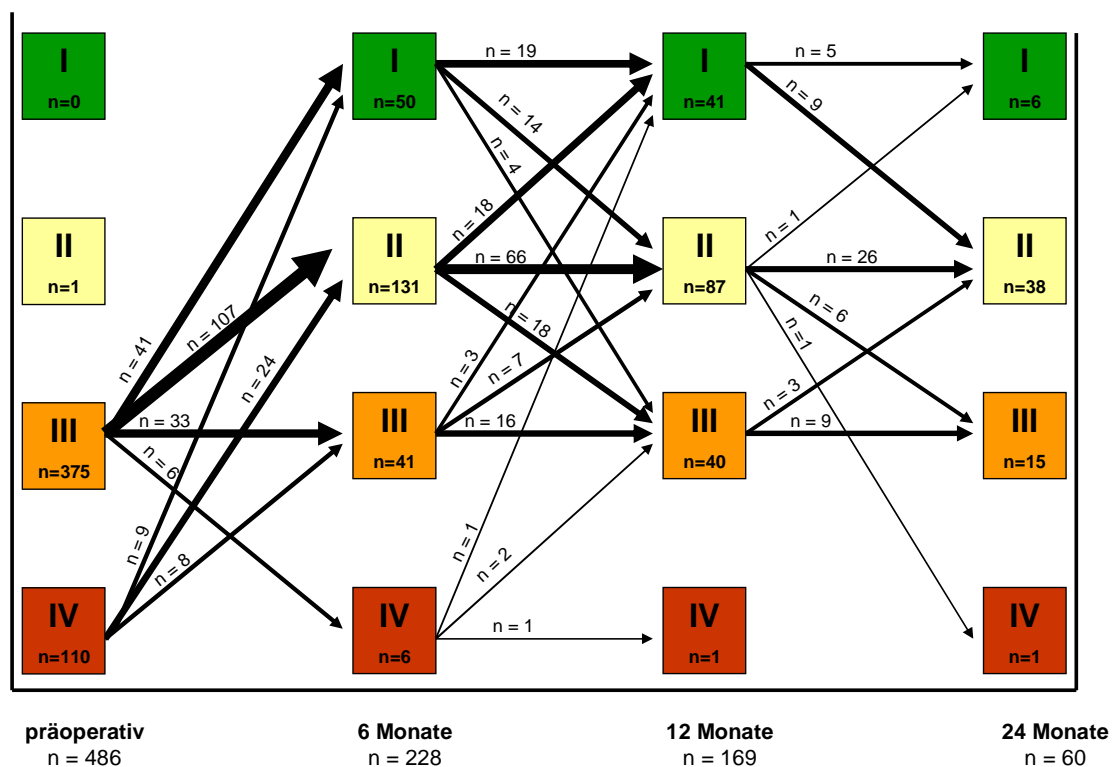 I
n=0
II
n=1
III
n=375
IV
n=110
n = 41
n = 107
n = 33
n = 6
n = 9
n = 24
n = 8
I
n=50
II
n=131
III
n=41
IV
n=6
n = 19
n = 14
n = 4
n = 18
n = 66
n = 18
n = 3
n = 7
n = 16
n = 1
n = 2
n = 1
I
n=41
II
n=87
III
n=40
IV
n=1
n = 5
n = 9
n = 1
n = 26
n = 6
n=1
n = 3
n = 9
I
n=6
II
n=38
III
n=15
IV
n=1
präoperativ
n = 486
6 Monate
n = 228
12 Monate
n = 169
24 Monate
n = 60